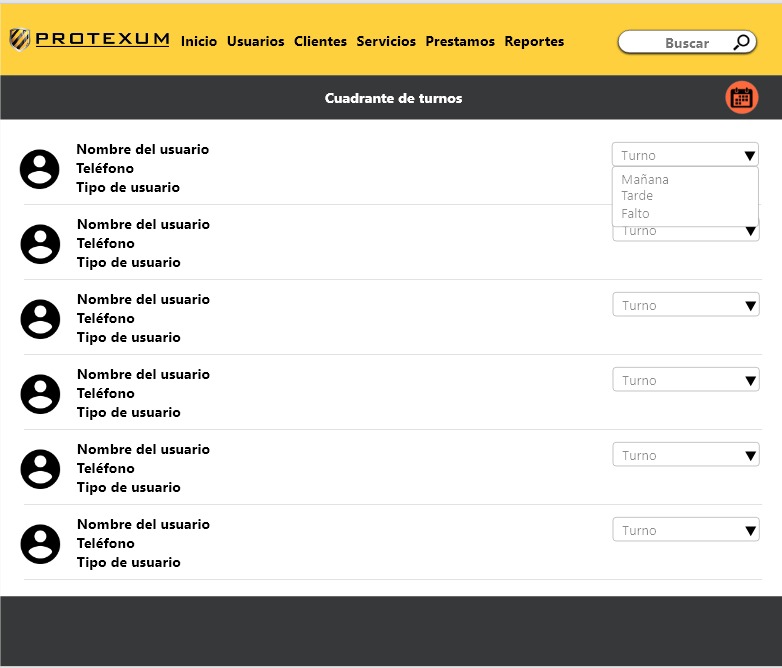 PROTEXUM Inicio Usuarios Clientes Servicios Prestamos Reportes Buscar
Cuadrante de turnos
Nombre del usuario
Teléfono
Tipo de usuario
Turno
Mañana
Tarde
Falto
Nombre del usuario
Teléfono
Tipo de usuario
Turno
Nombre del usuario
Teléfono
Tipo de usuario
Turno
Nombre del usuario
Teléfono
Tipo de usuario
Turno
Nombre del usuario
Teléfono
Tipo de usuario
Turno
Nombre del usuario
Teléfono
Tipo de usuario
Turno